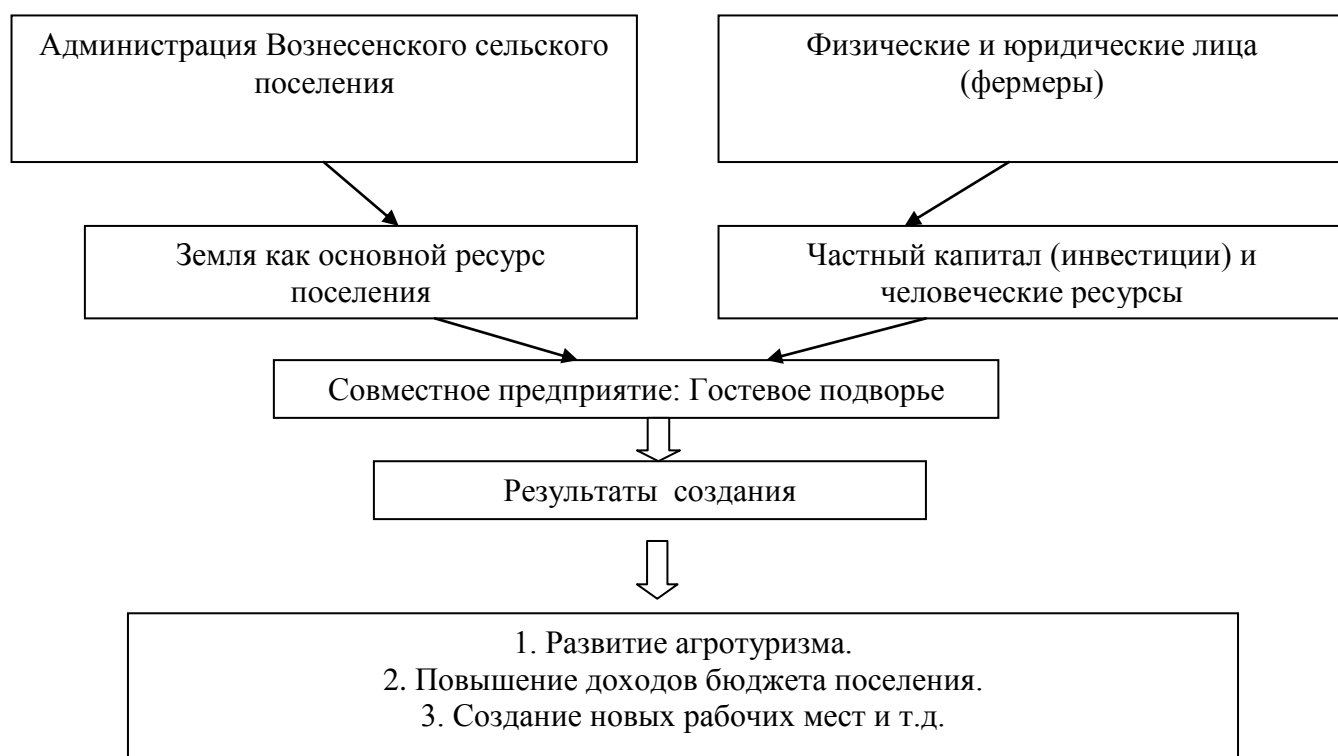 Администрация Вознесенского сельского
поселения
Физические и юридические лица
(фермеры)
Земля как основной ресурс
поселения
Частный капитал (инвестиции) и
человеческие ресурсы
Совместное предприятие: Гостевое подворье
Результаты создания
1. Развитие агротуризма.
2. Повышение доходов бюджета поселения.
3. Создание новых рабочих мест и т.д.